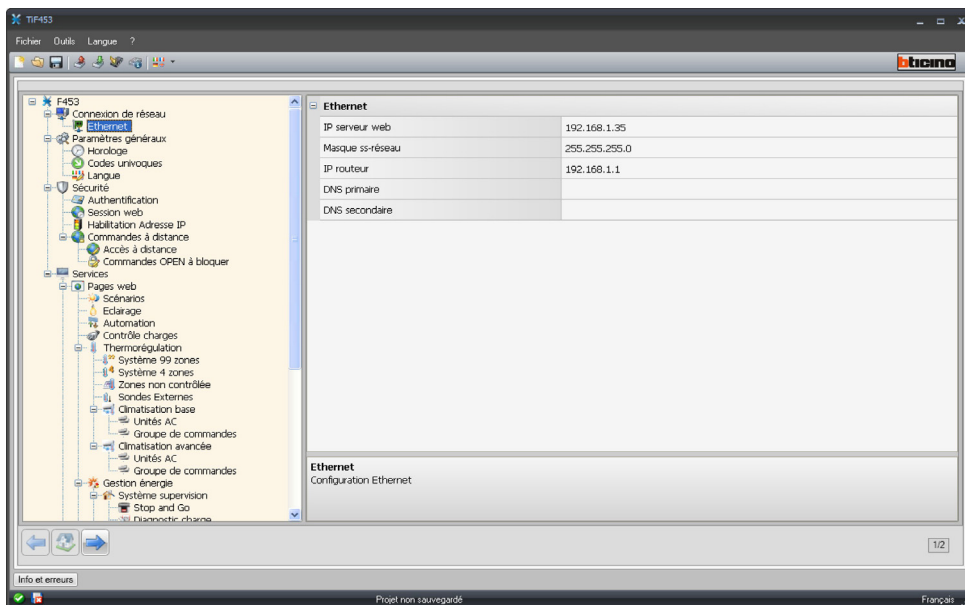 TiF453
Fichier Outils Langue ?
bticino
F453
Connexion de réseau
Ethernet
Paramètres généraux
Horologe
Codes univoques
Langue
Sécurité
Authentification
Session web
Habilitation Adresse IP
Commandes à distance
Accès à distance
Commandes OPEN à bloquer
Services
Pages web
Scénarios
Eclairage
Automation
Contrôle charges
Thermorégulation
Système 99 zones
Système 4 zones
Zones non contrôlée
Sondes Externes
Climatisation base
Unités AC
Groupe de commandes
Climatisation avancée
Unités AC
Groupe de commandes
Gestion énergie
Système supervision
Stop and Go
Diagnostic charge
Ethernet
IP serveur web 192.168.1.35
Masque ss-réseau 255.255.255.0
IP routeur 192.168.1.1
DNS primaire
DNS secondaire
Ethernet
Configuration Ethernet
1/2
Info et erreurs
Projet non sauvegardé
Français